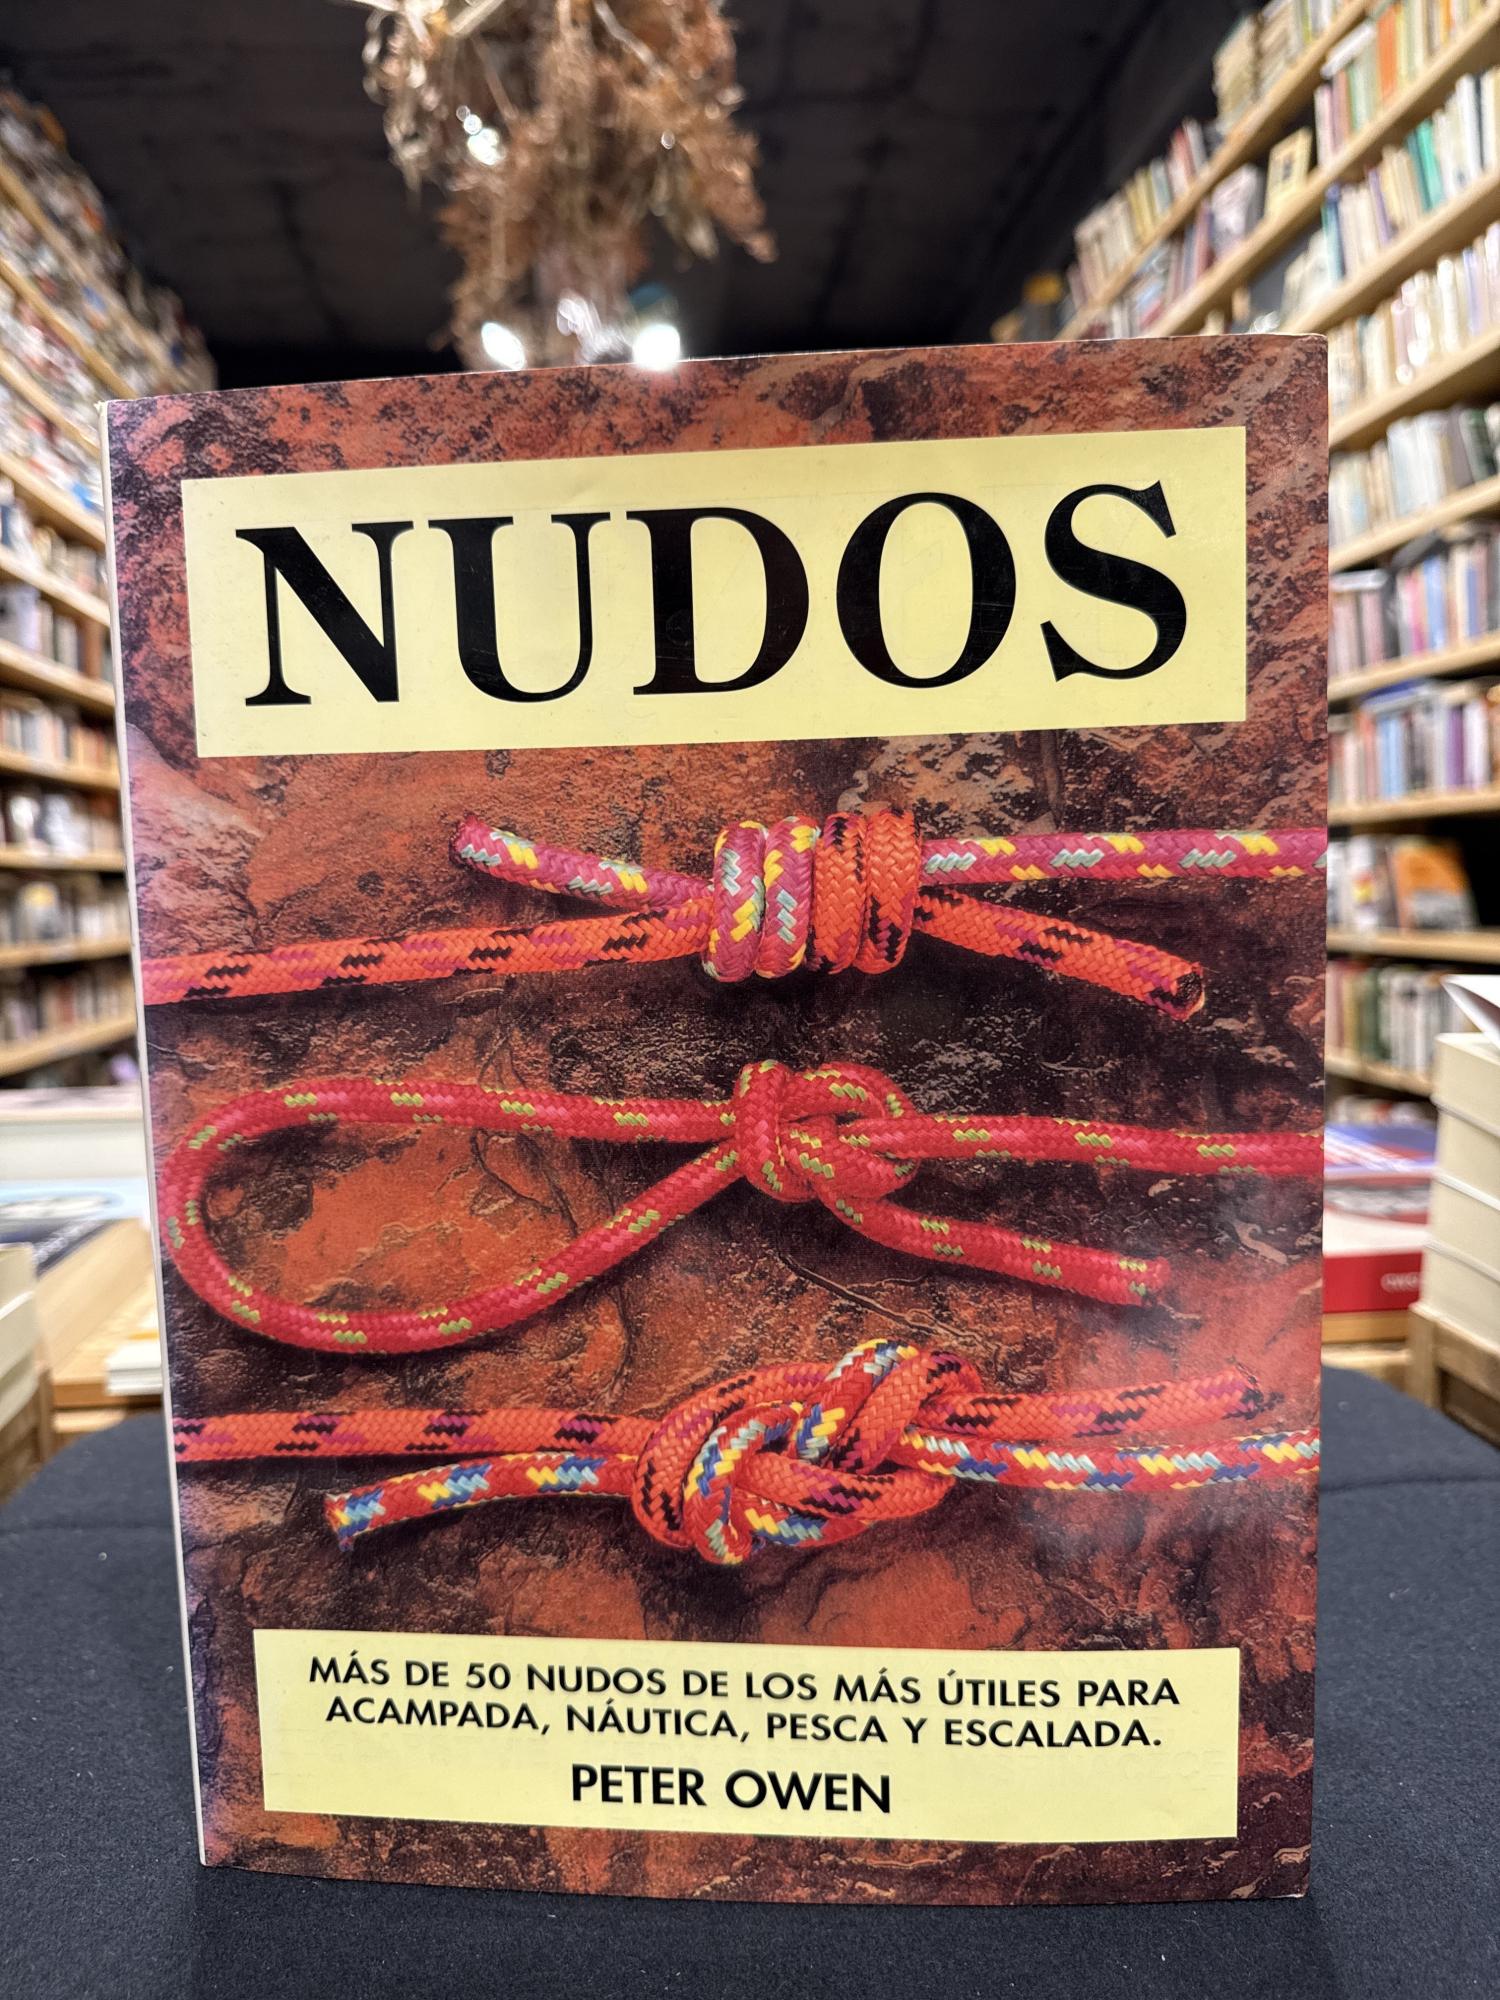 NUDOS
MÁS DE 50 NUDOS DE LOS MÁS ÚTILES PARA
ACAMPADA, NÁUTICA, PESCA Y ESCALADA.
PETER OWEN